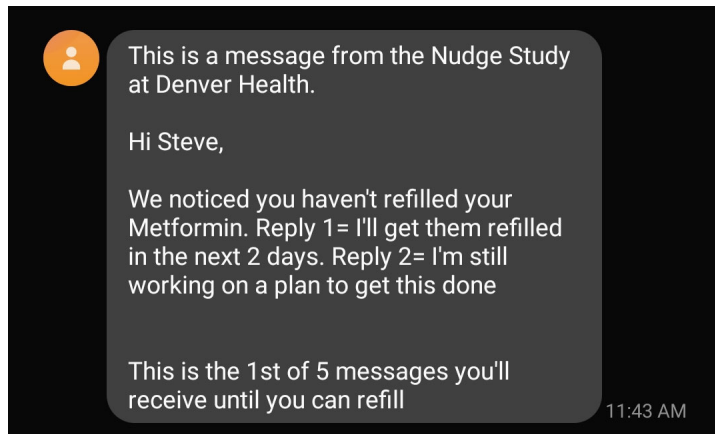 This is a message from the Nudge Study
at Denver Health.
Hi Steve,
We noticed you haven't refilled your
Metformin. Reply 1= I'll get them refilled
in the next 2 days. Reply 2= I'm still
working on a plan to get this done
This is the 1st of 5 messages you'll
receive until you can refill
11:43 AM